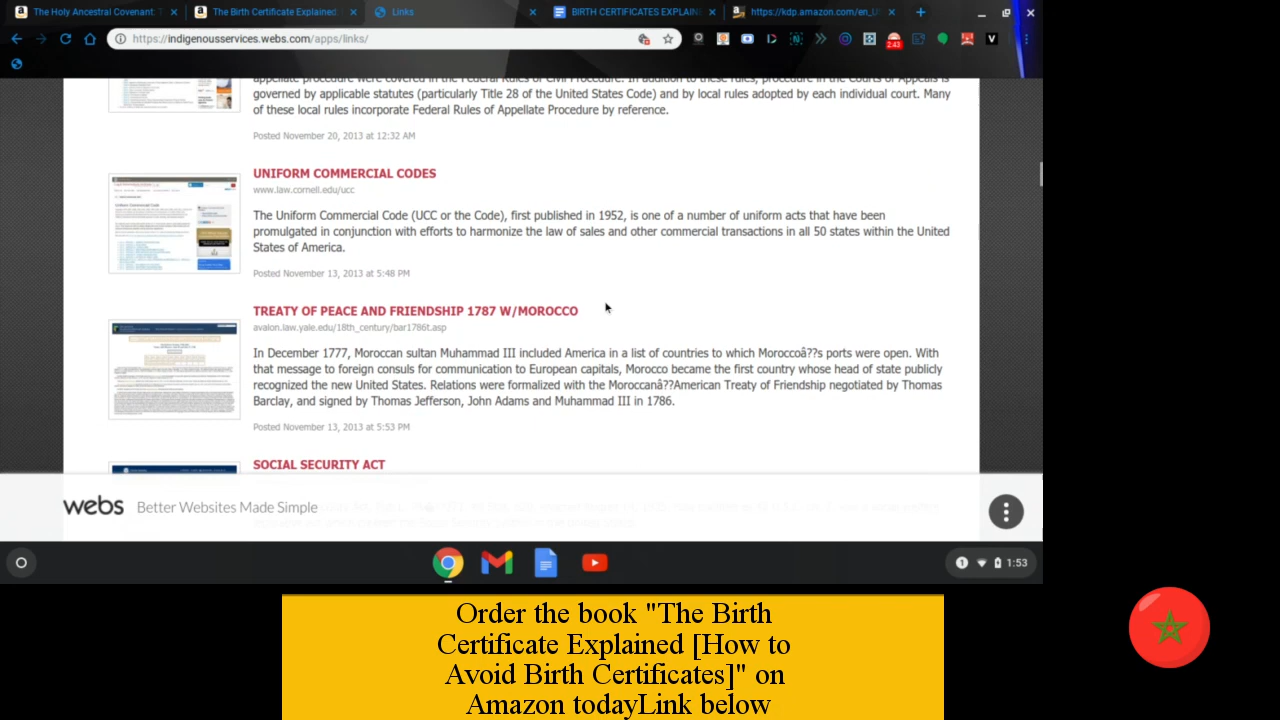 The Holy Ancestral Covenant: T
The Birth Certificate Explained
Links
BIRTH CERTIFICATES EXPLAIN
https://kdp.amazon.com/en_U
https://indigenousservices.webs.com/apps/links/
2:43
appellate procedure were covered in the Federal Rules of Civil Procedure. In addition to these rules, procedure in the Courts of Appeals is
governed by applicable statutes (particularly Title 28 of the United States Code) and by local rules adopted by each individual court. Many
of these local rules incorporate Federal Rules of Appellate Procedure by reference.
Posted November 20, 2013 at 12:32 AM
UNIFORM COMMERCIAL CODES
www.law.cornell.edu/ucc
The Uniform Commercial Code (UCC or the Code), first published in 1952, is one of a number of uniform acts that have been
promulgated in conjunction with efforts to harmonize the law of sales and other commercial transactions in all 50 states within the United
States of America.
Posted November 13, 2013 at 5:48 PM
TREATY OF PEACE AND FRIENDSHIP 1787 W/MOROCCO
avalon.law.yale.edu/18th_century/bar1786t.asp
In December 1777, Moroccan sultan Muhammad III included America in a list of countries to which Moroccoâ??s ports were open. With
that message to foreign consuls for communication to European capitals, Morocco became the first country whose head of state publicly
recognized the new United States. Relations were formalized with the Moroccanâ??American Treaty of Friendship negotiated by Thomas
Barclay, and signed by Thomas Jefferson, John Adams and Muhammad III in 1786.
Posted November 13, 2013 at 5:53 PM
SOCIAL SECURITY ACT
webs Better Websites Made Simple
1 1:53
Order the book "The Birth
Certificate Explained [How to
Avoid Birth Certificates]" on
Amazon todayLink below